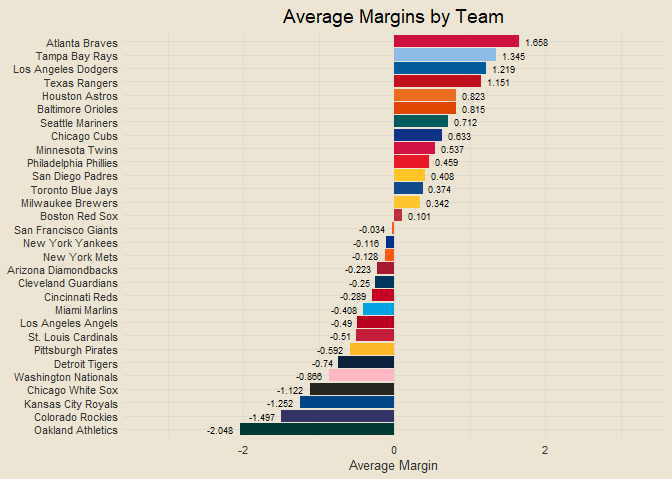 Average Margins by Team
Atlanta Braves 1.658
Tampa Bay Rays 1.345
Los Angeles Dodgers 1.219
Texas Rangers 1.151
Houston Astros 0.823
Baltimore Orioles 0.815
Seattle Mariners 0.712
Chicago Cubs 0.633
Minnesota Twins 0.537
Philadelphia Phillies 0.459
San Diego Padres 0.408
Toronto Blue Jays 0.374
Milwaukee Brewers 0.342
Boston Red Sox 0.101
San Francisco Giants -0.034
New York Yankees -0.116
New York Mets -0.128
Arizona Diamondbacks -0.223
Cleveland Guardians -0.25
Cincinnati Reds -0.289
Miami Marlins -0.408
Los Angeles Angels -0.49
St. Louis Cardinals -0.51
Pittsburgh Pirates -0.592
Detroit Tigers -0.74
Washington Nationals -0.866
Chicago White Sox -1.122
Kansas City Royals -1.252
Colorado Rockies -1.497
Oakland Athletics -2.048
-2 0 2
Average Margin